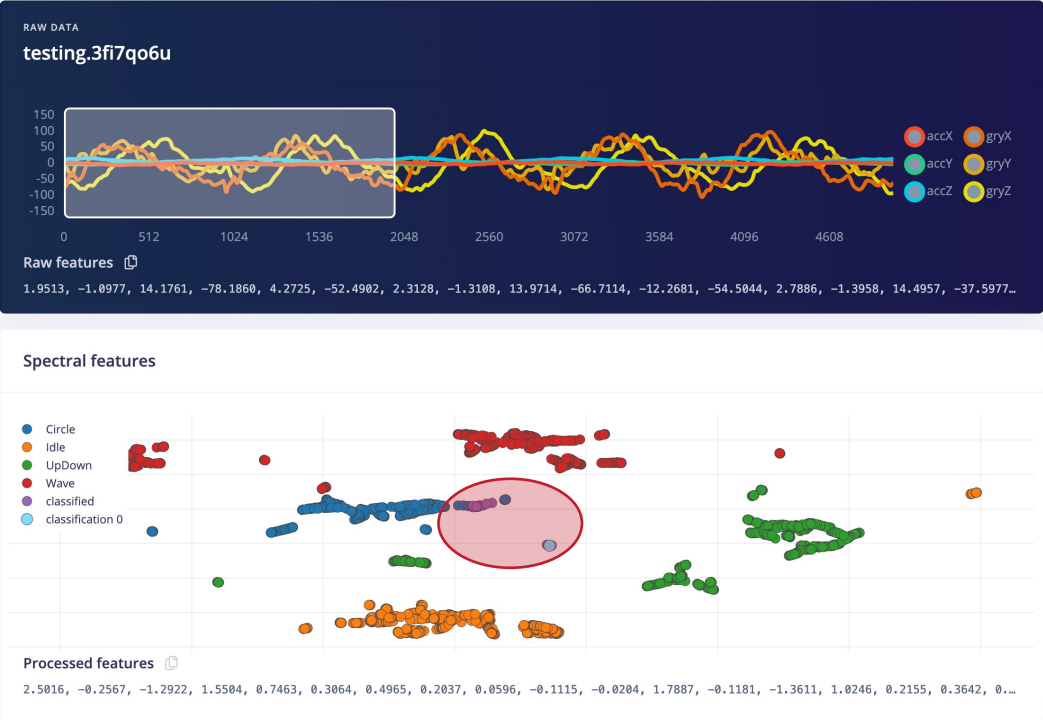 RAW DATA
testing.3fi7qo6u
150
100
50
0
-50
-100
-150
0 512 1024 1536 2048 2560 3072 3584 4096 4608
accX gryX
accY gryY
accZ gryZ
Raw features
1.9513, -1.0977, 14.1761, -78.1860, 4.2725, -52.4902, 2.3128, -1.3108, 13.9714, -66.7114, -12.2681, -54.5044, 2.7886, -1.3958, 14.4957, -37.5977…
Spectral features
Circle
Idle
UpDown
Wave
classified
classification 0
Processed features
2.5016, -0.2567, -1.2922, 1.5504, 0.7463, 0.3064, 0.4965, 0.2037, 0.0596, -0.1115, -0.0204, 1.7887, -0.1181, -1.3611, 1.0246, 0.2155, 0.3642, 0.…